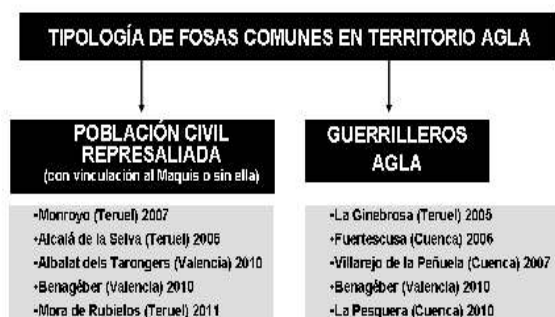 TIPOLOGÍA DE FOSAS COMUNES EN TERRITORIO AGLA
POBLACIÓN CIVIL
REPRESALIADA
(con vinculación al Maquis o sin ella)
•Monroyo (Teruel) 2007
•Alcalá de la Selva (Teruel) 2006
•Albalat dels Tarongers (Valencia) 2010
•Benagéber (Valencia) 2010
•Mora de Rubielos (Teruel) 2011
GUERRILLEROS
AGLA
•La Ginebrosa (Teruel) 2005
•Fuertescusa (Cuenca) 2006
•Villarejo de la Peñuela (Cuenca) 2007
•Benagéber (Valencia) 2010
•La Pesquera (Cuenca) 2010